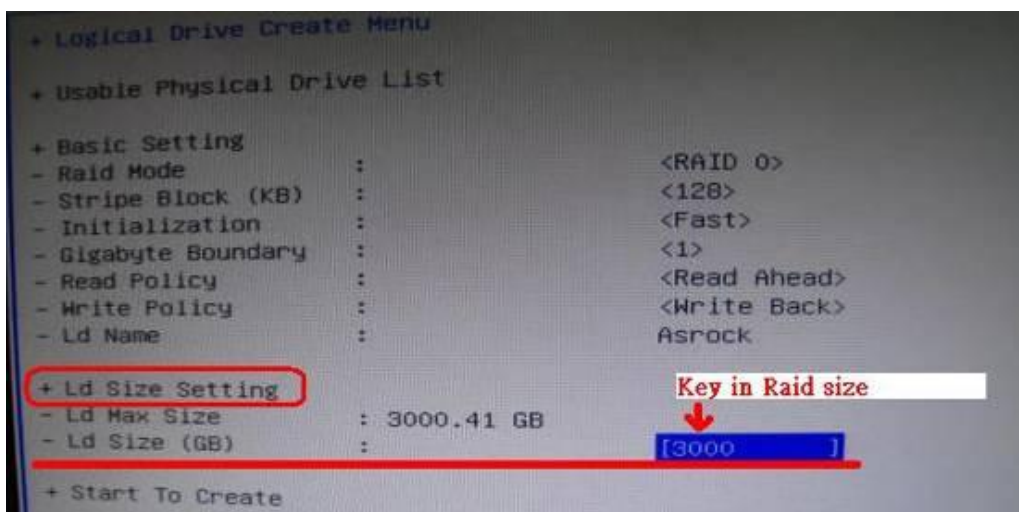 + Logical Drive Create Menu
+ Usable Physical Drive List
+ Basic Setting
- Raid Mode : <RAID 0>
- Stripe Block (KB) : <128>
- Initialization : <Fast>
- Gigabyte Boundary : <1>
- Read Policy : <Read Ahead>
- Write Policy : <Write Back>
- Ld Name : Asrock
+ Ld Size Setting
Key in Raid size
- Ld Max Size : 3000.41 GB
- Ld Size (GB) : [3000 ]
+ Start To Create